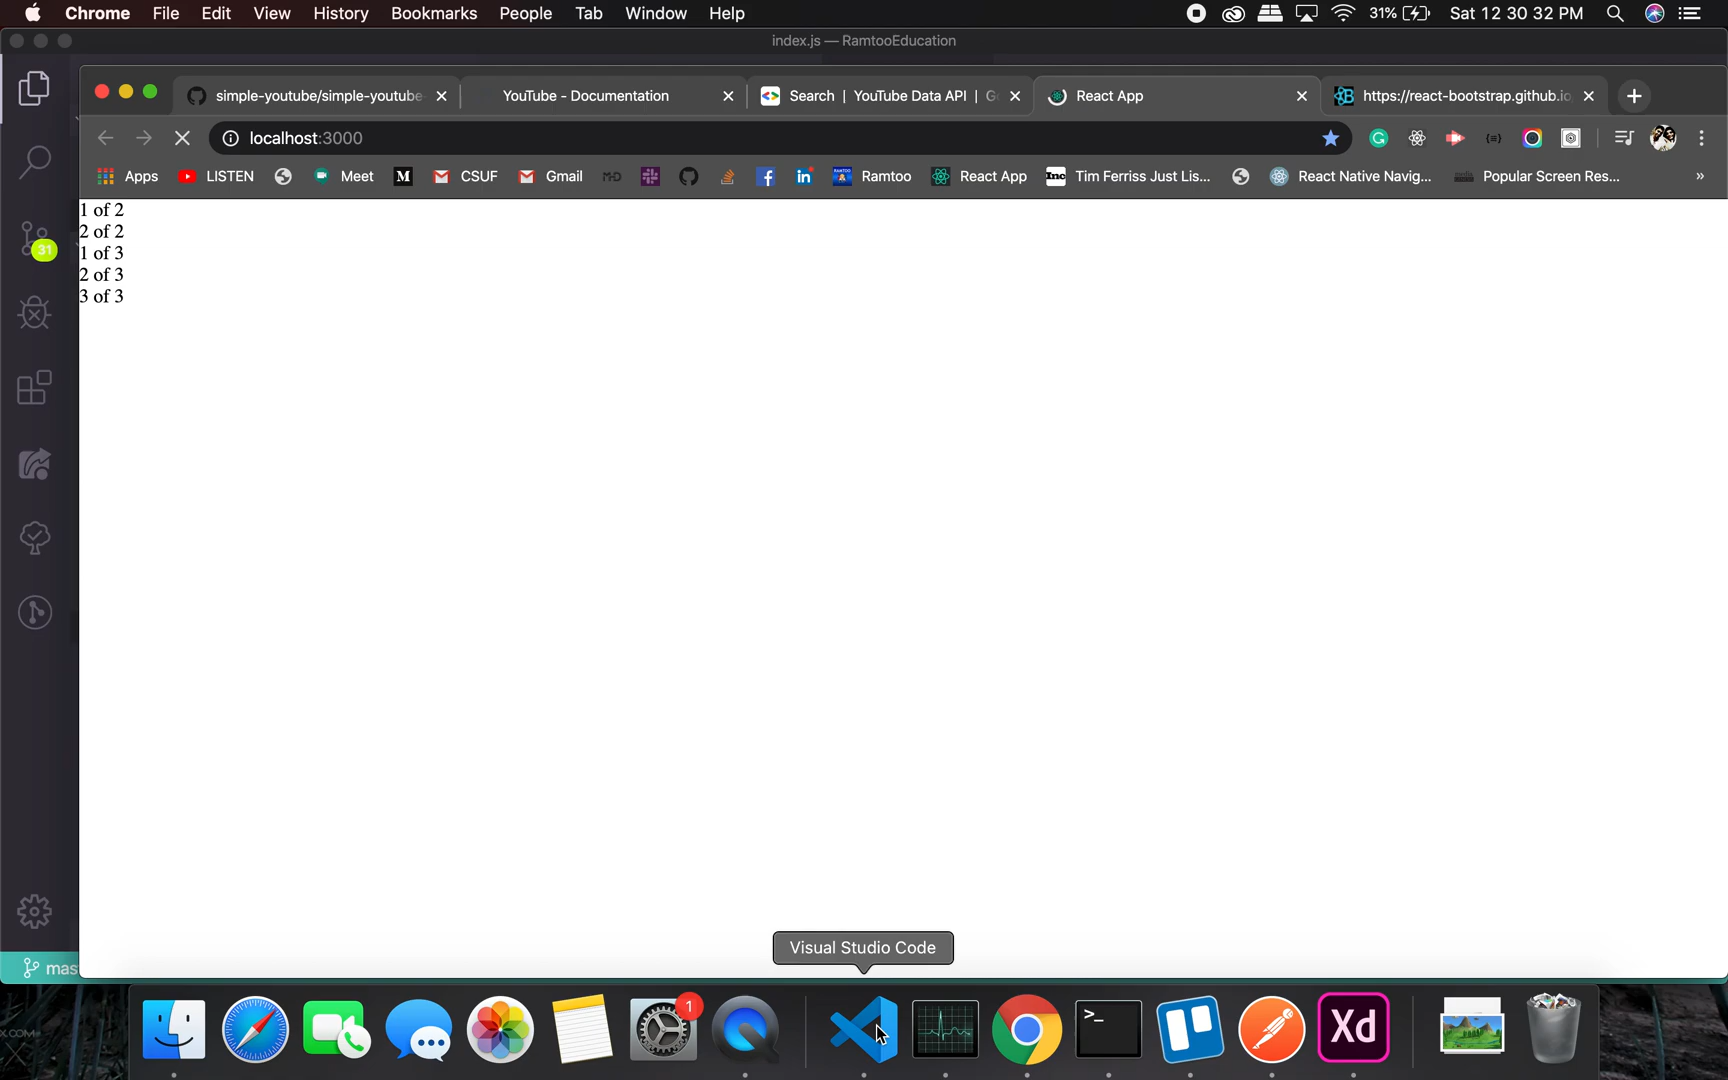 Chrome File Edit View History Bookmarks People Tab Window Help 31% Sat 12 30 32 PM
index.js — RamtooEducation
simple-youtube/simple-youtube- YouTube - Documentation Search | YouTube Data API | G React App https://react-bootstrap.github.io,
localhost:3000
Apps LISTEN Meet M CSUF Gmail M-D Ramtoo React App Inc Tim Ferriss Just Lis... React Native Navig... Popular Screen Res... »
1 of 2
2 of 2
31
1 of 3
2 of 3
3 of 3
Visual Studio Code
mas
1
>_
Xd
X.COM